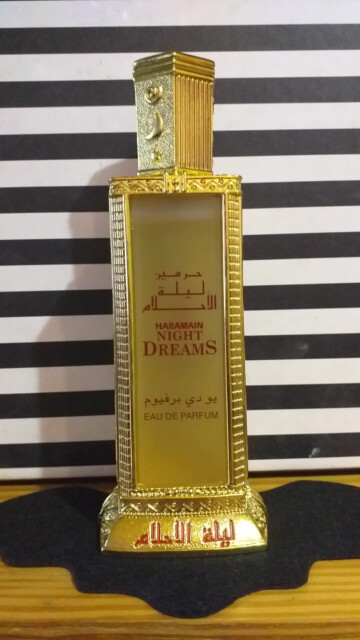 حرمين
ليلة
الأحلام
HARAMAIN
NIGHT
DREAMS
يو دي برفيوم
EAU DE PARFUM
ليلة الأحلام